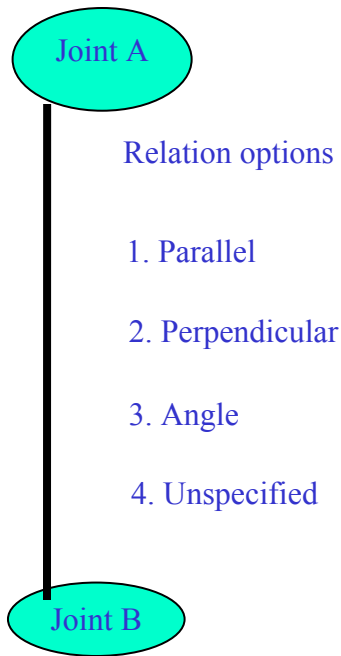 Joint A
Relation options
1. Parallel
2. Perpendicular
3. Angle
4. Unspecified
Joint B